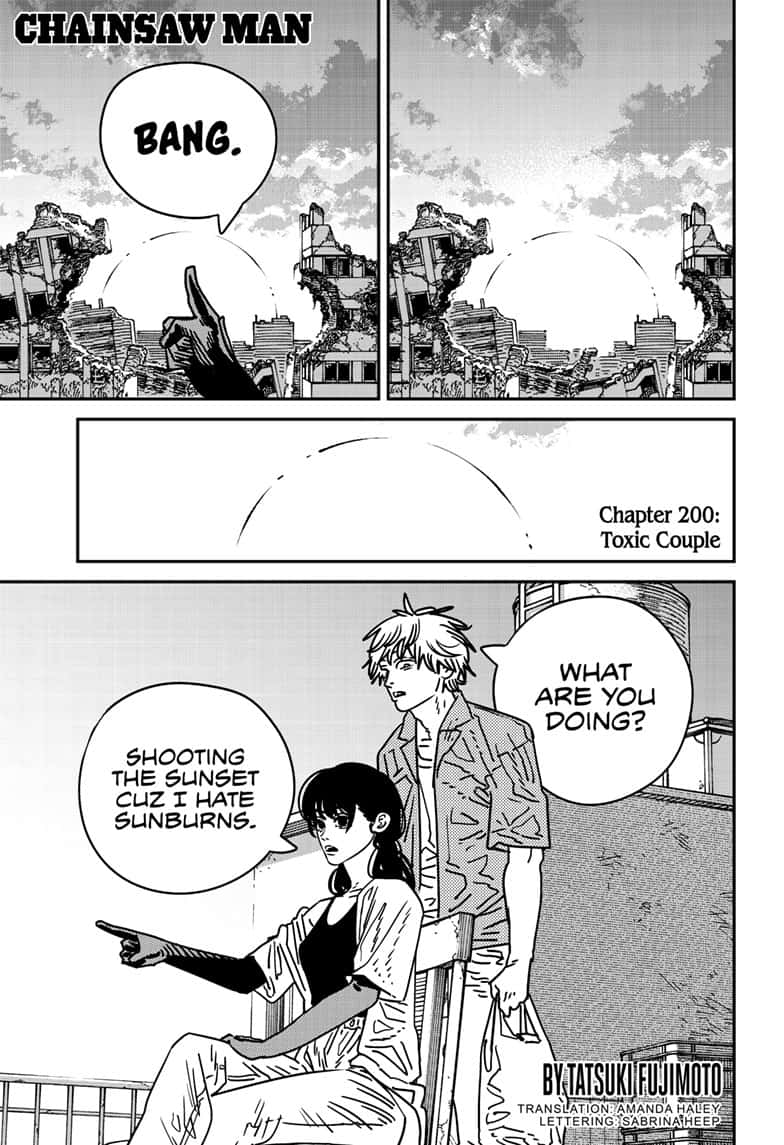 CHAINSAW MAN
BANG.
Chapter 200:
Toxic Couple
WHAT
ARE YOU
DOING?
SHOOTING
THE SUNSET
CUZ I HATE
SUNBURNS.
BY TATSUKI FUJIMOTO
TRANSLATION: AMANDA HALEY
LETTERING: SABRINA HEEP